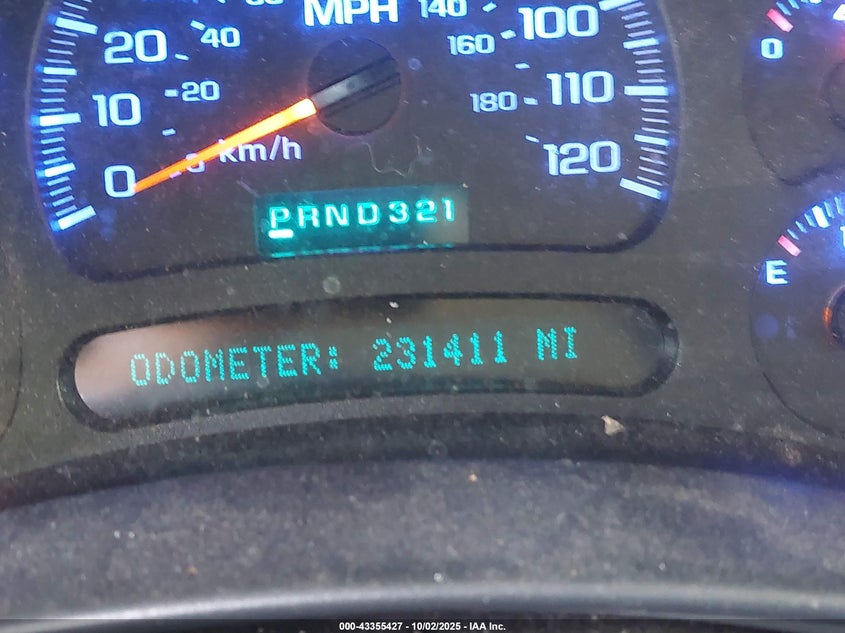 MPH 140
20 40 160 100
10 20 180 110
0 km/h 120
0
PRND321
E
ODOMETER: 231411 MI
000-43355427 - 10/02/2025 - IAA Inc.